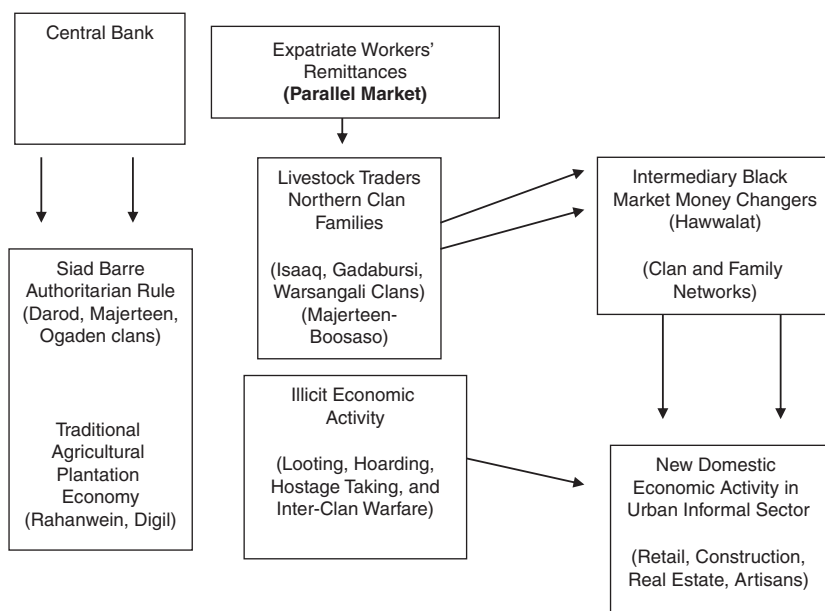 Central Bank
Expatriate Workers’
Remittances
(Parallel Market)
Livestock Traders
Northern Clan
Families
(Isaaq, Gadabursi,
Warsangali Clans)
(Majerteen-
Boosaso)
Intermediary Black
Market Money Changers
(Hawwalat)
(Clan and Family
Networks)
Siad Barre
Authoritarian Rule
(Darod, Majerteen,
Ogaden clans)
Traditional
Agricultural
Plantation
Economy
(Rahanwein, Digil)
Illicit Economic
Activity
(Looting, Hoarding,
Hostage Taking, and
Inter-Clan Warfare)
New Domestic
Economic Activity in
Urban Informal Sector
(Retail, Construction,
Real Estate, Artisans)